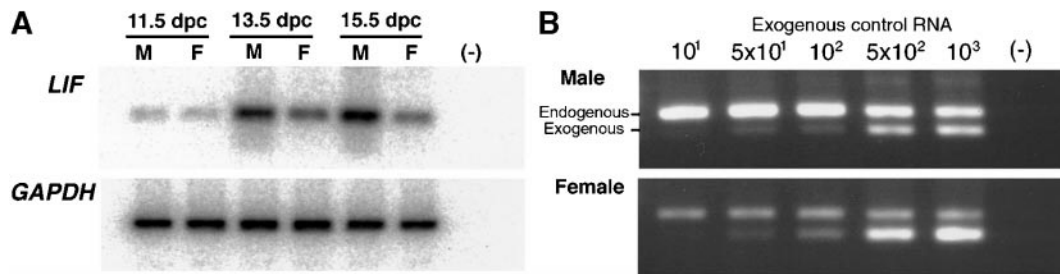 A
11.5 dpc 13.5 dpc 15.5 dpc
M F M F M F (-)
LIF
GAPDH
B
Exogenous control RNA
10¹ 5x10¹ 10² 5x10² 10³ (-)
Male
Endogenous
Exogenous
Female